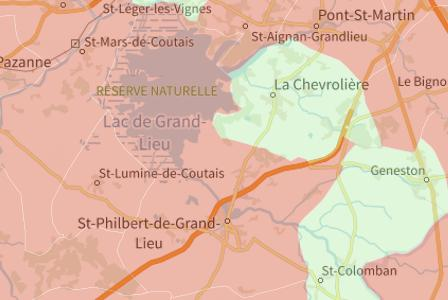 St-Léger-les-Vignes
Pont-St-Martin
St-Aignan-Grandlieu
St-Mars-de-Coutais
Pazanne
La Chevrolière
Le Bigno
RÉSERVE NATURELLE
Lac de Grand-
Lieu
Geneston
St-Lumine-de-Coutais
St-Philbert-de-Grand-
Lieu
St-Colomban